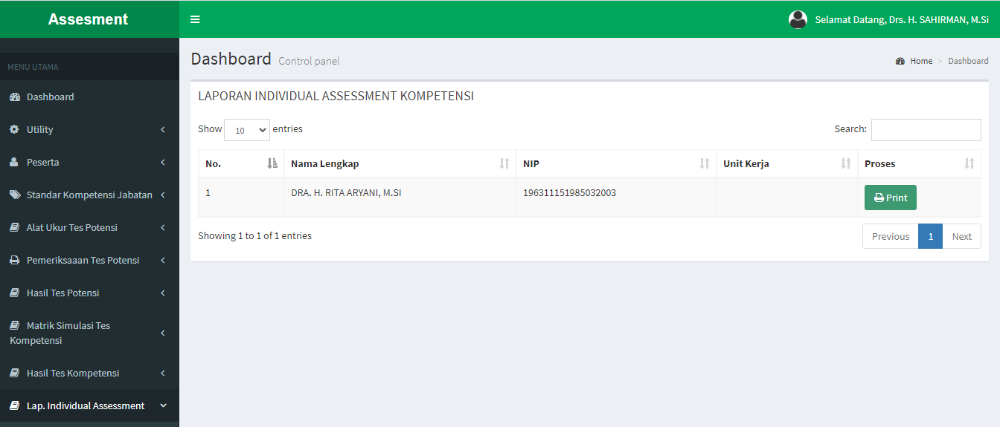 Assesment
Selamat Datang, Drs. H. SAHIRMAN, M.Si
MENU UTAMA
Dashboard
Utility
Peserta
Standar Kompetensi Jabatan
Alat Ukur Tes Potensi
Pemeriksaaan Tes Potensi
Hasil Tes Potensi
Matrik Simulasi Tes
Kompetensi
Hasil Tes Kompetensi
Lap. Individual Assessment
Dashboard Control panel
Home > Dashboard
LAPORAN INDIVIDUAL ASSESSMENT KOMPETENSI
Show 10 entries
Search:
No. Nama Lengkap NIP Unit Kerja Proses
1 DRA. H. RITA ARYANI, M.SI 196311151985032003 Print
Showing 1 to 1 of 1 entries
Previous 1 Next